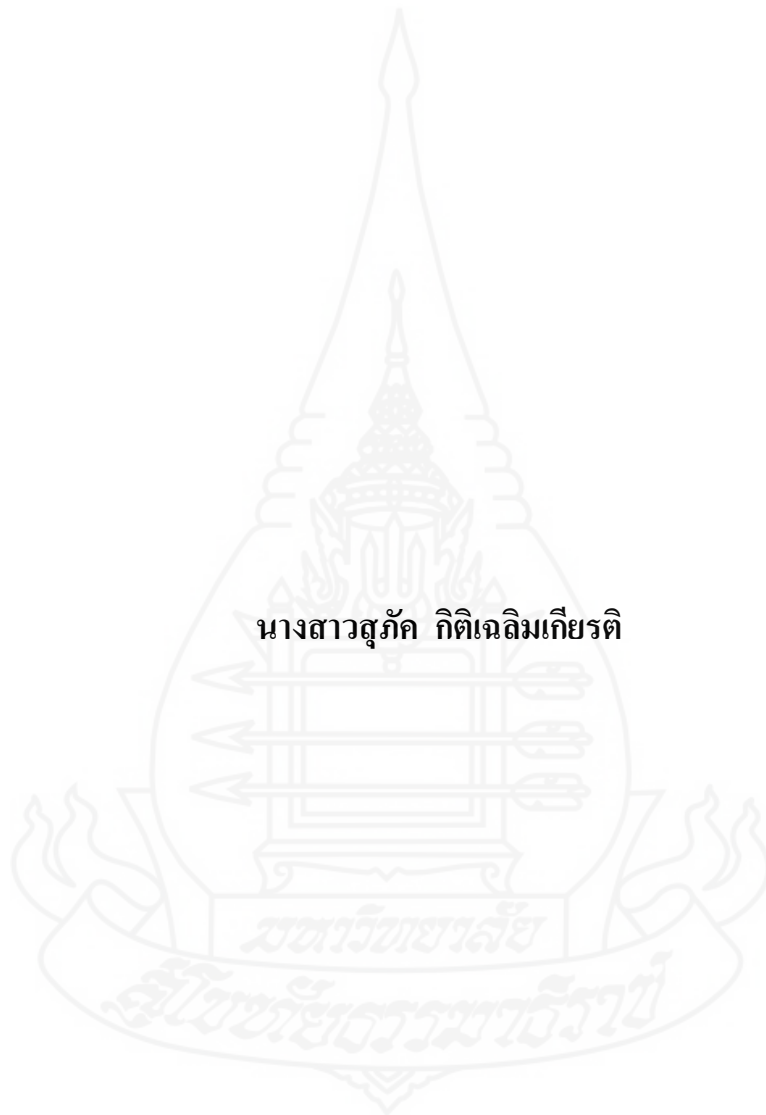 นางสาวสุภัค กิติเฉลิมเกียรติ
มหาวิทยาลัย
สุโขทัยธรรมาธิราช